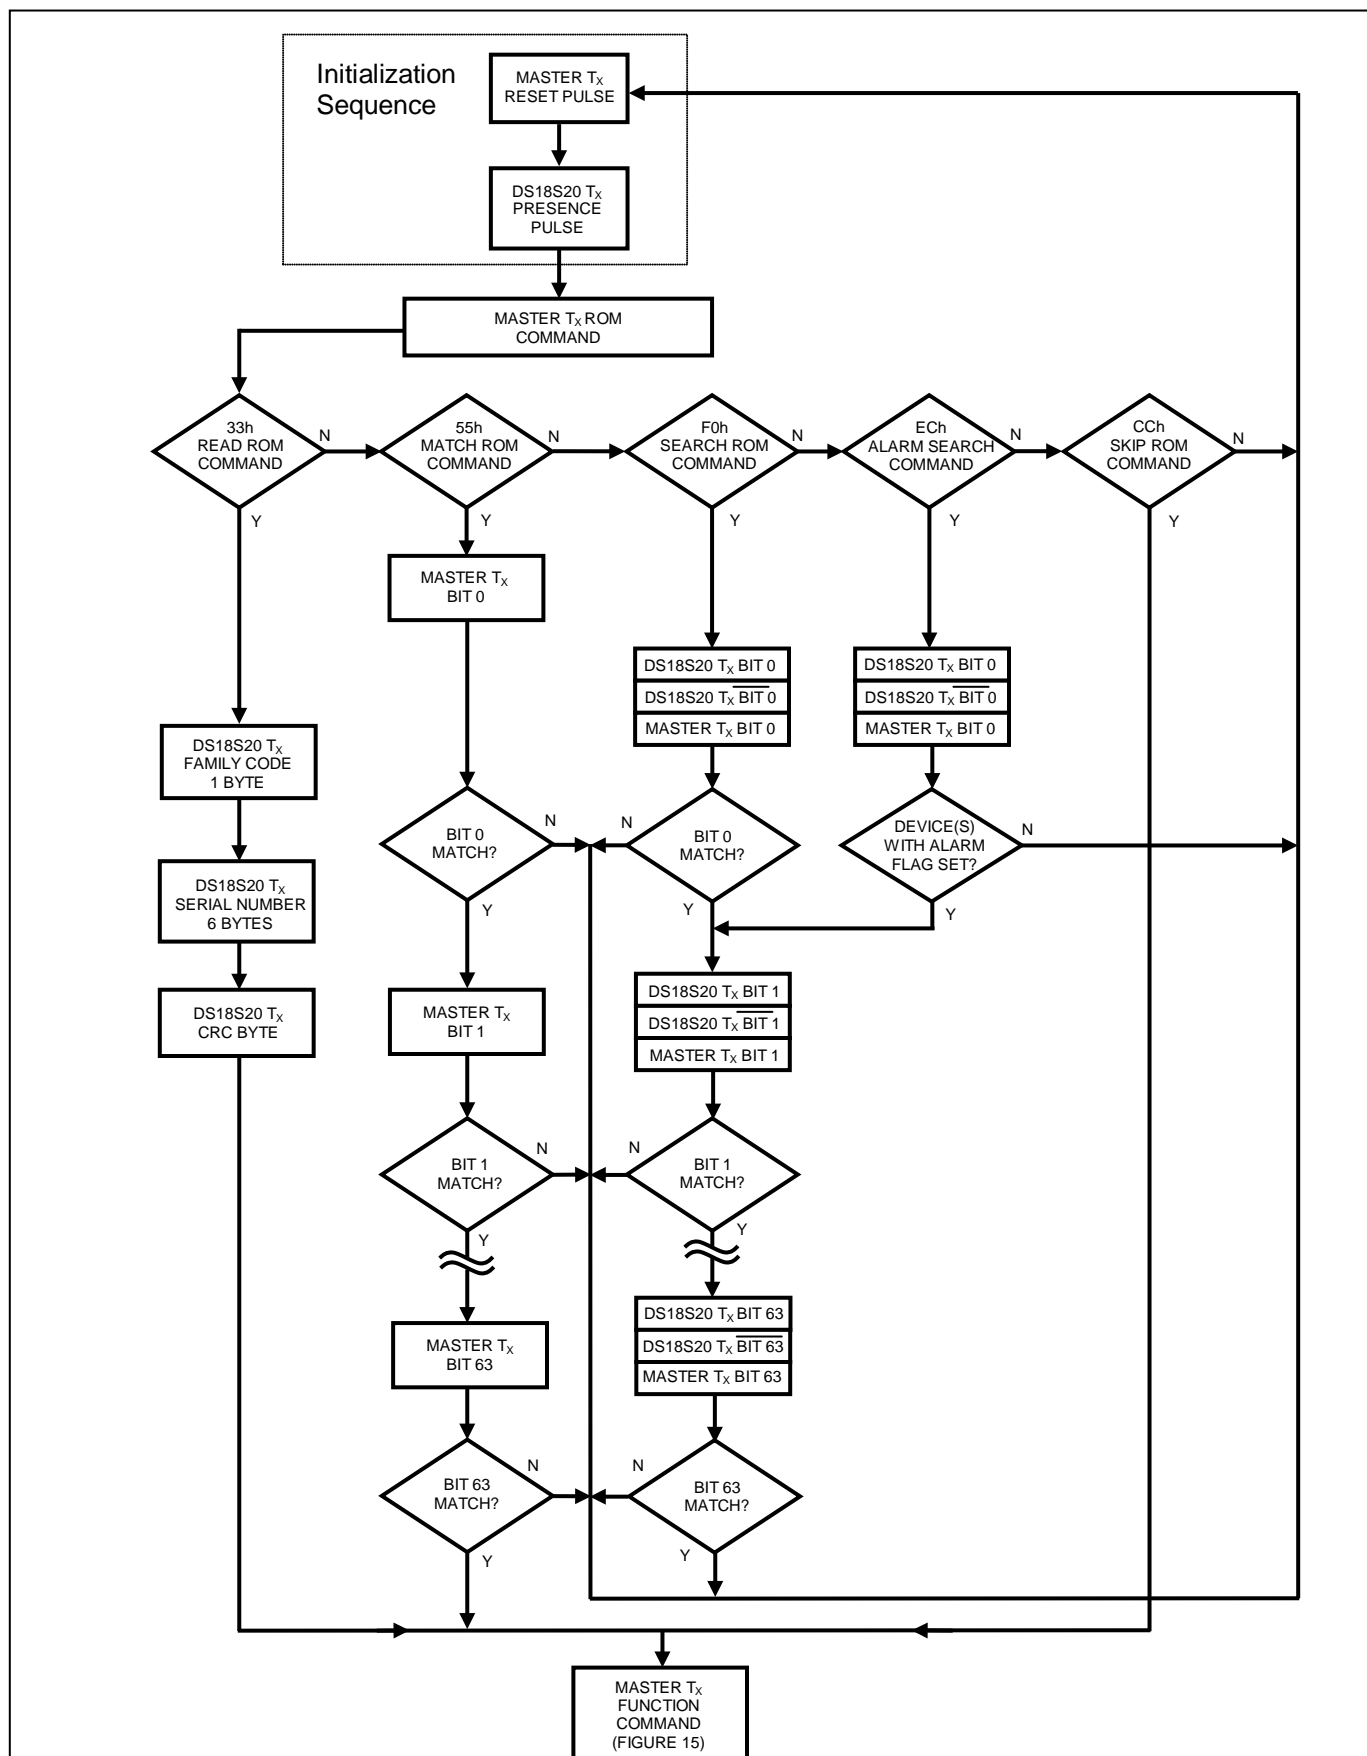 Initialization
Sequence
MASTER TX
RESET PULSE
DS18S20 TX
PRESENCE
PULSE
MASTER TX ROM
COMMAND
33h
READ ROM
COMMAND
N
Y
55h
MATCH ROM
COMMAND
N
Y
F0h
SEARCH ROM
COMMAND
N
Y
ECh
ALARM SEARCH
COMMAND
N
Y
CCh
SKIP ROM
COMMAND
N
Y
MASTER TX
BIT 0
DS18S20 TX BIT 0
DS18S20 TX BIT 0
MASTER TX BIT 0
DS18S20 TX BIT 0
DS18S20 TX BIT 0
MASTER TX BIT 0
DS18S20 TX
FAMILY CODE
1 BYTE
BIT 0
MATCH?
N
Y
N
BIT 0
MATCH?
Y
DEVICE(S)
WITH ALARM
FLAG SET?
N
Y
DS18S20 TX
SERIAL NUMBER
6 BYTES
DS18S20 TX
CRC BYTE
MASTER TX
BIT 1
DS18S20 TX BIT 1
DS18S20 TX BIT 1
MASTER TX BIT 1
BIT 1
MATCH?
N
Y
N
BIT 1
MATCH?
Y
MASTER TX
BIT 63
DS18S20 TX BIT 63
DS18S20 TX BIT 63
MASTER TX BIT 63
BIT 63
MATCH?
N
Y
N
BIT 63
MATCH?
Y
MASTER TX
FUNCTION
COMMAND
(FIGURE 15)